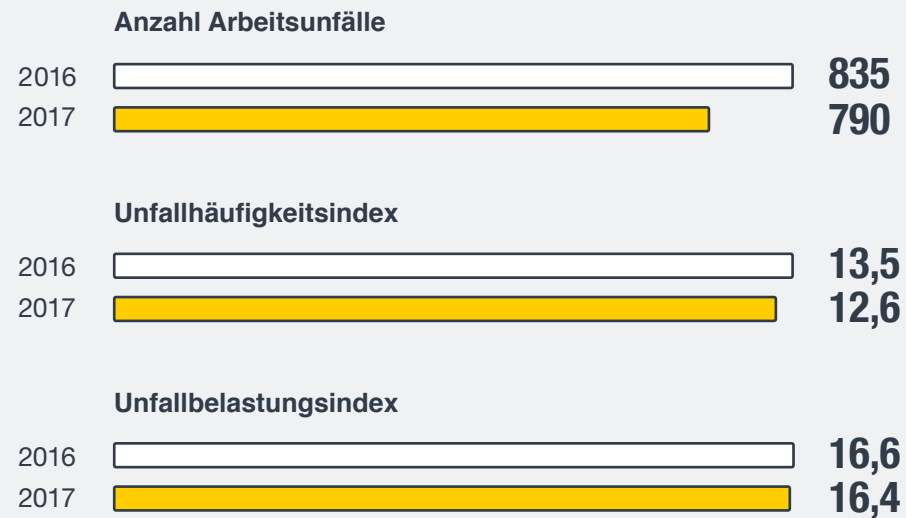 Anzahl Arbeitsunfälle
2016 835
2017 790
Unfallhäufigkeitsindex
2016 13,5
2017 12,6
Unfallbelastungsindex
2016 16,6
2017 16,4